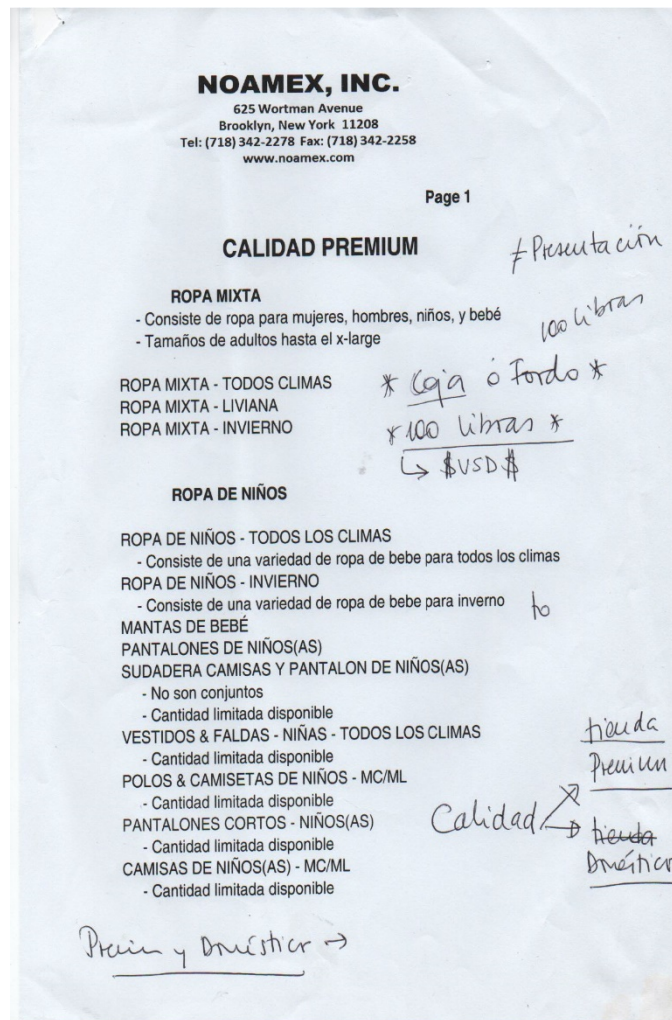 NOAMEX, INC.
625 Wortman Avenue
Brooklyn, New York 11208
Tel: (718) 342-2278 Fax: (718) 342-2258
www.noamex.com
Page 1
CALIDAD PREMIUM
≠ Presentación
ROPA MIXTA
- Consiste de ropa para mujeres, hombres, niños, y bebé
- Tamaños de adultos hasta el x-large
100 libras
ROPA MIXTA - TODOS CLIMAS
* Caja ó Fardo *
ROPA MIXTA - LIVIANA
ROPA MIXTA - INVIERNO
* 100 libras *
↳ $USD$
ROPA DE NIÑOS
ROPA DE NIÑOS - TODOS LOS CLIMAS
- Consiste de una variedad de ropa de bebe para todos los climas
ROPA DE NIÑOS - INVIERNO
- Consiste de una variedad de ropa de bebe para inverno
to
MANTAS DE BEBÉ
PANTALONES DE NIÑOS(AS)
SUDADERA CAMISAS Y PANTALON DE NIÑOS(AS)
- No son conjuntos
- Cantidad limitada disponible
VESTIDOS & FALDAS - NIÑAS - TODOS LOS CLIMAS
- Cantidad limitada disponible
POLOS & CAMISETAS DE NIÑOS - MC/ML
- Cantidad limitada disponible
PANTALONES CORTOS - NIÑOS(AS)
- Cantidad limitada disponible
CAMISAS DE NIÑOS(AS) - MC/ML
- Cantidad limitada disponible
tienda
Premium
Calidad
tienda
Doméstica
Premium y Doméstica →